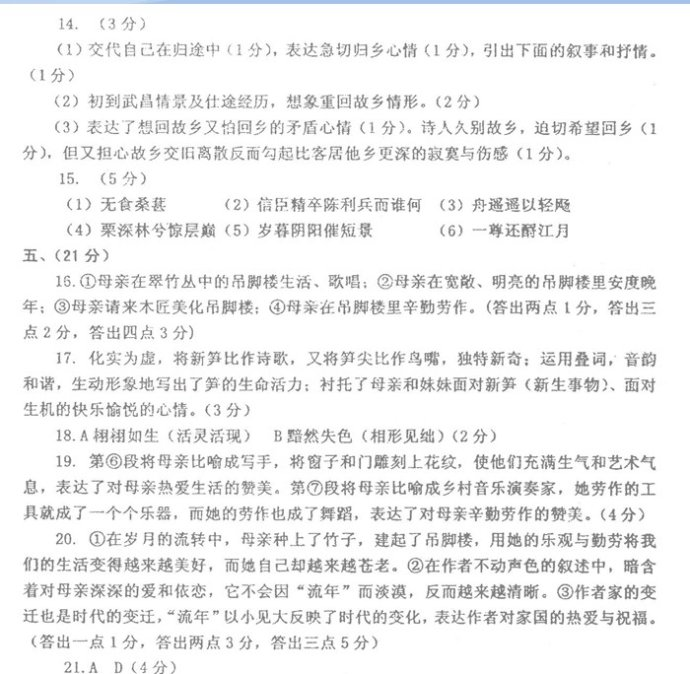 14. （3 分）
（1）交代自己在归途中（1 分），表达急切归乡心情（1 分），引出下面的叙事和抒情。
（1 分）
（2）初到武昌情景及仕途经历，想象重回故乡情形。（2 分）
（3）表达了想回故乡又怕回乡的矛盾心情（1 分）。诗人久别故乡，迫切希望回乡（1
分），但又担心故乡交旧离散反而勾起比客居他乡更深的寂寞与伤感（1 分）。
15. （5 分）
（1）无食桑葚 （2）信臣精卒陈利兵而谁何 （3）舟遥遥以轻飏
（4）栗深林兮惊层巅（5）岁暮阴阳催短景 （6）一尊还酹江月
五、（21 分）
16.①母亲在翠竹丛中的吊脚楼生活、歌唱；②母亲在宽敞、明亮的吊脚楼里安度晚
年；③母亲请来木匠美化吊脚楼；④母亲在吊脚楼里辛勤劳作。(答出两点 1 分，答出三
点 2 分，答出四点 3 分)
17. 化实为虚，将新笋比作诗歌，又将笋尖比作鸟嘴，独特新奇；运用叠词，音韵
和谐，生动形象地写出了笋的生命活力；衬托了母亲和妹妹面对新笋（新生事物）、面对
生机的快乐愉悦的心情。（3 分）
18.A 栩栩如生（活灵活现） B 黯然失色（相形见绌）（2 分）
19. 第⑥段将母亲比喻成写手，将窗子和门雕刻上花纹，使他们充满生气和艺术气
息，表达了对母亲热爱生活的赞美。第⑦段将母亲比喻成乡村音乐演奏家，她劳作的工
具就成了一个个乐器，而她的劳作也成了舞蹈，表达了对母亲辛勤劳作的赞美。（4 分）
20. ①在岁月的流转中，母亲种上了竹子，建起了吊脚楼，用她的乐观与勤劳将我
们的生活变得越来越美好，而她自己却越来越苍老。②在作者不动声色的叙述中，暗含
着对母亲深深的爱和依恋，它不会因“流年”而淡漠，反而越来越清晰。③作者家的变
迁也是时代的变迁，“流年”以小见大反映了时代的变化，表达作者对家国的热爱与祝福。
（答出一点 1 分，答出两点 3 分，答出三点 5 分）
21.A D（4 分）